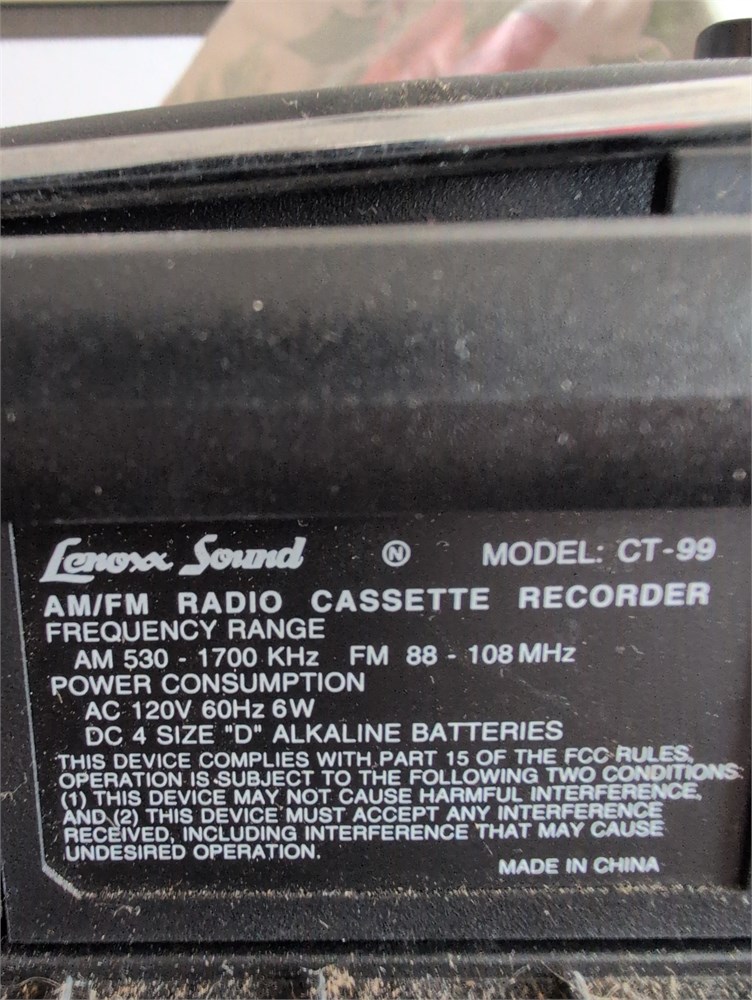 Lenoxx Sound Ⓝ MODEL: CT-99
AM/FM RADIO CASSETTE RECORDER
FREQUENCY RANGE
AM 530 - 1700 KHz FM 88 - 108 MHz
POWER CONSUMPTION
AC 120V 60Hz 6W
DC 4 SIZE "D" ALKALINE BATTERIES
THIS DEVICE COMPLIES WITH PART 15 OF THE FCC RULES,
OPERATION IS SUBJECT TO THE FOLLOWING TWO CONDITIONS:
(1) THIS DEVICE MAY NOT CAUSE HARMFUL INTERFERENCE,
AND (2) THIS DEVICE MUST ACCEPT ANY INTERFERENCE
RECEIVED, INCLUDING INTERFERENCE THAT MAY CAUSE
UNDESIRED OPERATION.
MADE IN CHINA